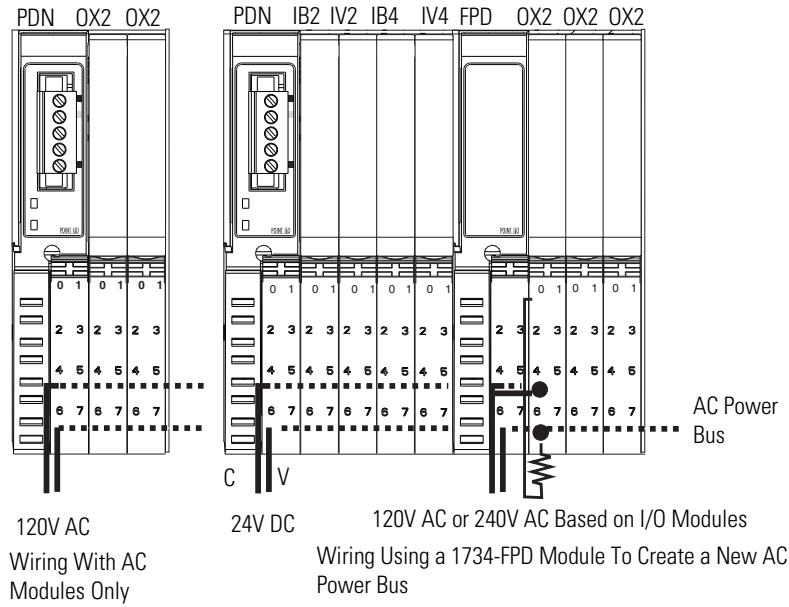 PDN OX2 OX2
PDN IB2 IV2 IB4 IV4 FPD OX2 OX2 OX2
POINT I/O
POINT I/O
POINT I/O
0 1 0 1 0 1
0 1 0 1 0 1 0 1 0 1
0 1 0 1 0 1 0 1
2 3 2 3 2 3
2 3 2 3 2 3 2 3 2 3
2 3 2 3 2 3 2 3
4 5 4 5 4 5
4 5 4 5 4 5 4 5 4 5
4 5 4 5 4 5 4 5
6 7 6 7 6 7
6 7 6 7 6 7 6 7 6 7
6 7 6 7 6 7 6 7
AC Power
Bus
C V
120V AC
24V DC
120V AC or 240V AC Based on I/O Modules
Wiring With AC
Modules Only
Wiring Using a 1734-FPD Module To Create a New AC
Power Bus